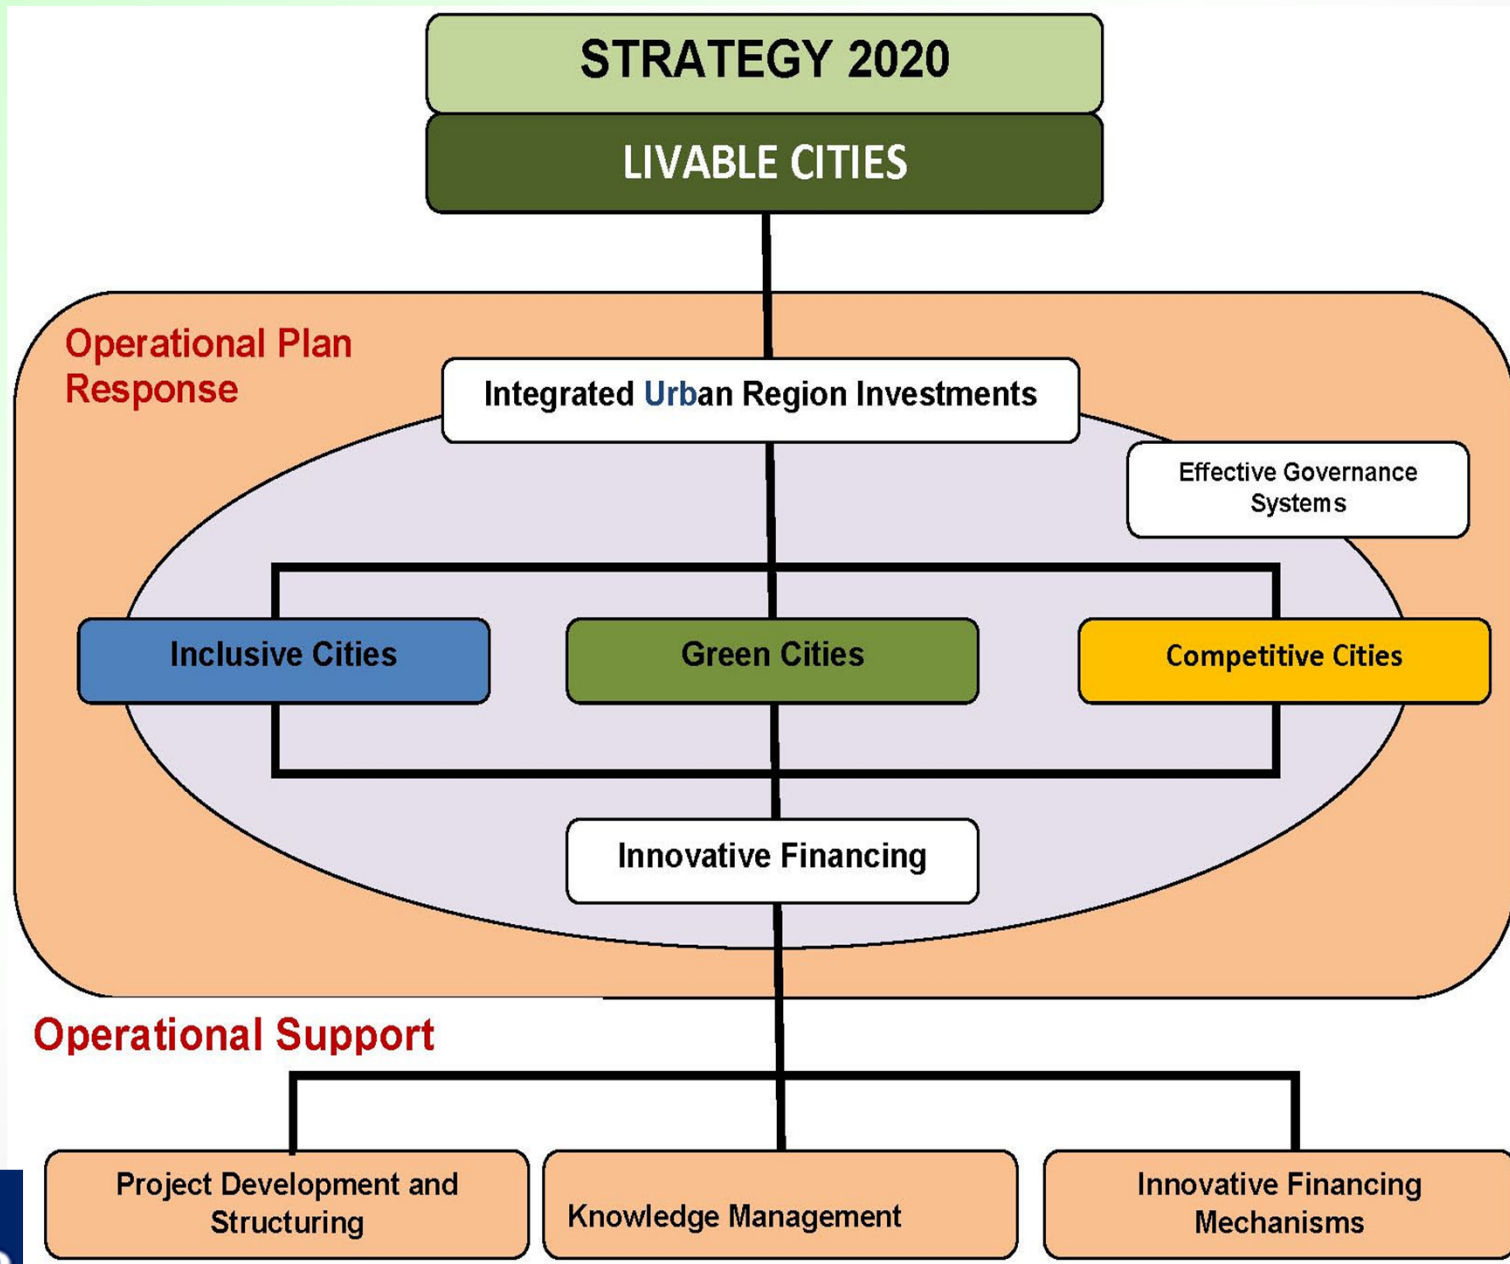 STRATEGY 2020
LIVABLE CITIES
Operational Plan
Response
Integrated Urban Region Investments
Effective Governance
Systems
Inclusive Cities
Green Cities
Competitive Cities
Innovative Financing
Operational Support
Project Development and
Structuring
Knowledge Management
Innovative Financing
Mechanisms